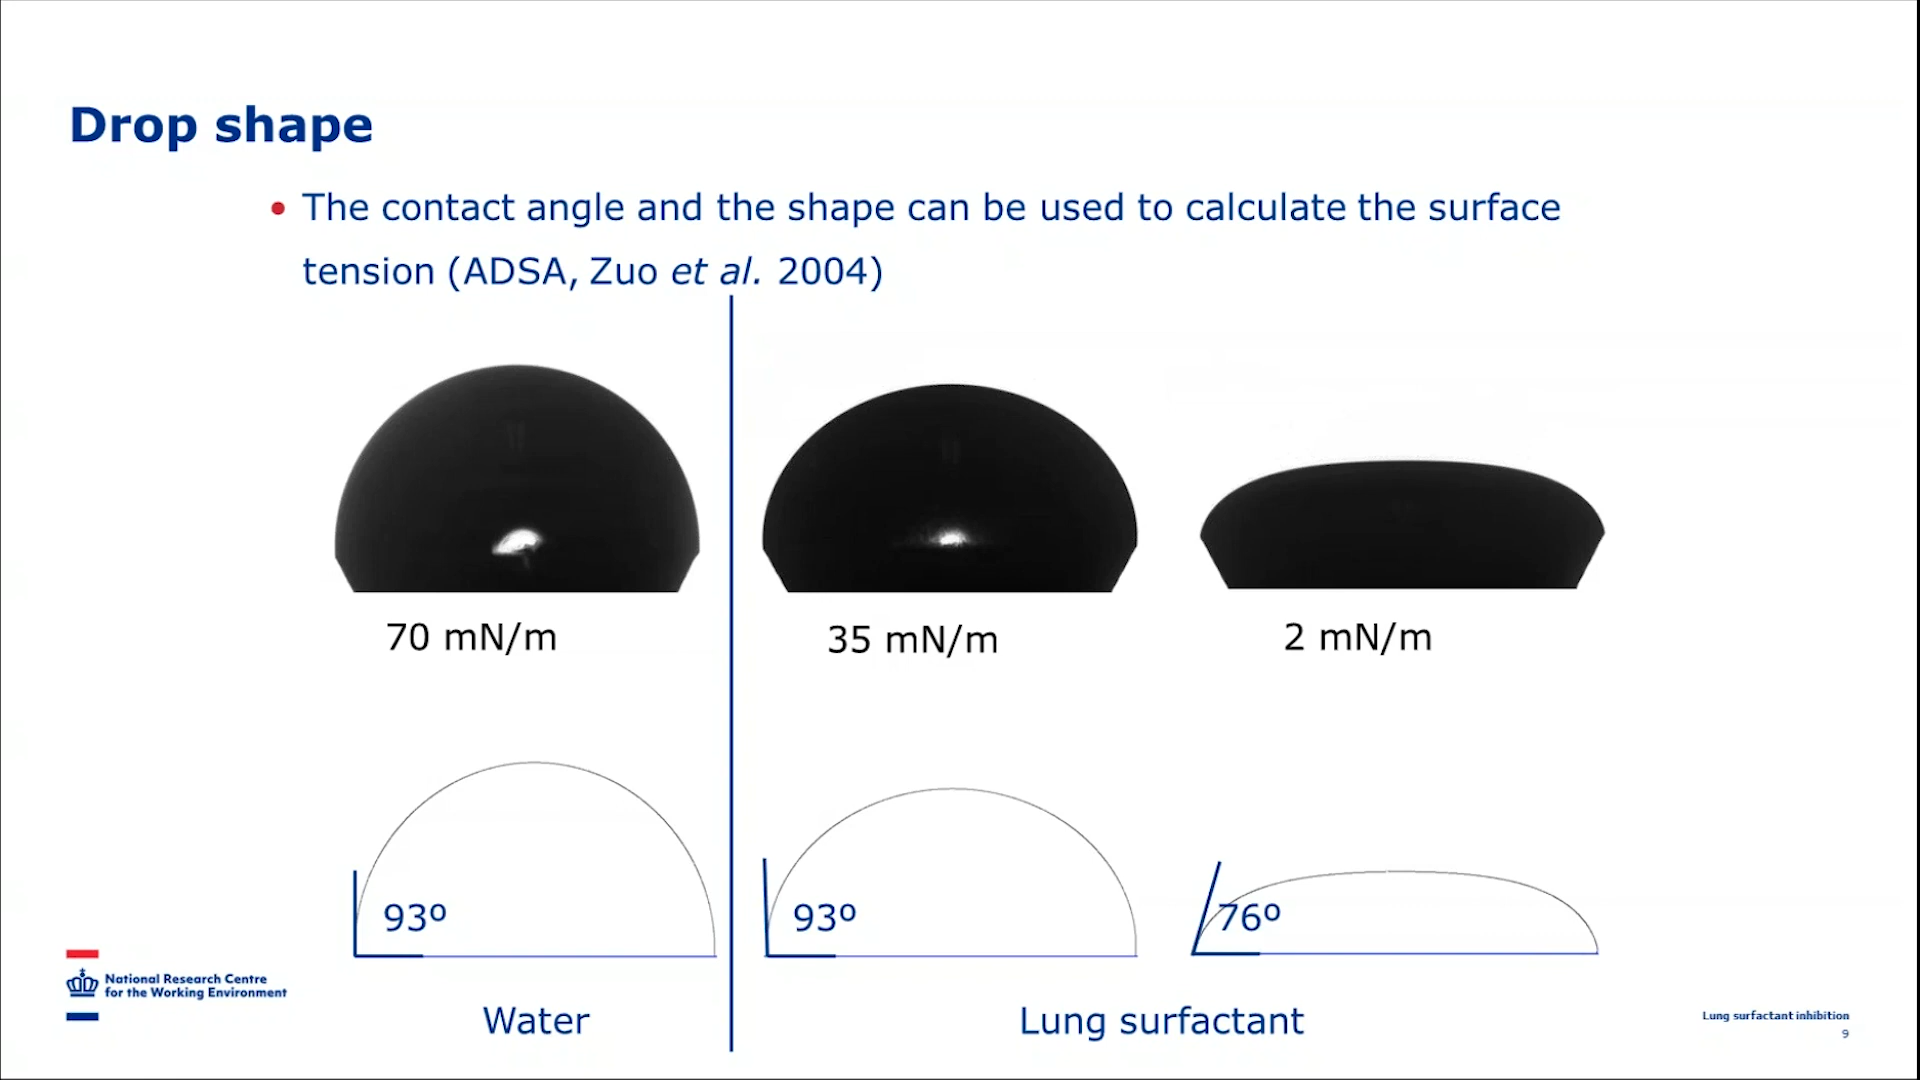 Drop shape
• The contact angle and the shape can be used to calculate the surface
tension (ADSA, Zuo et al. 2004)
70 mN/m
35 mN/m
2 mN/m
93º
93º
76º
Water
Lung surfactant
National Research Centre
for the Working Environment
Lung surfactant inhibition
9